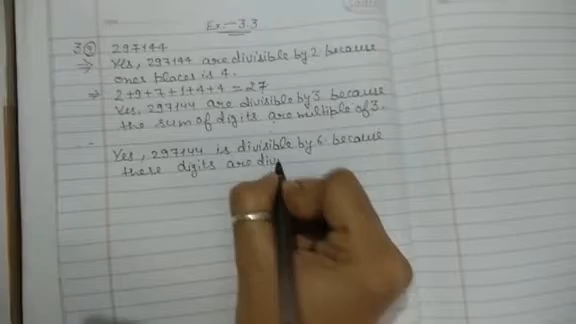 Ex:-3.3
3 2 297144
⇒ Yes, 297144 are divisible by 2 because
ones places is 4.
⇒ 2+9+7+1+4+4=27
Yes, 297144 are divisible by 3 because
the sum of digits are multiple of 3.
Yes, 297144 is divisible by 6 because
these digits are div